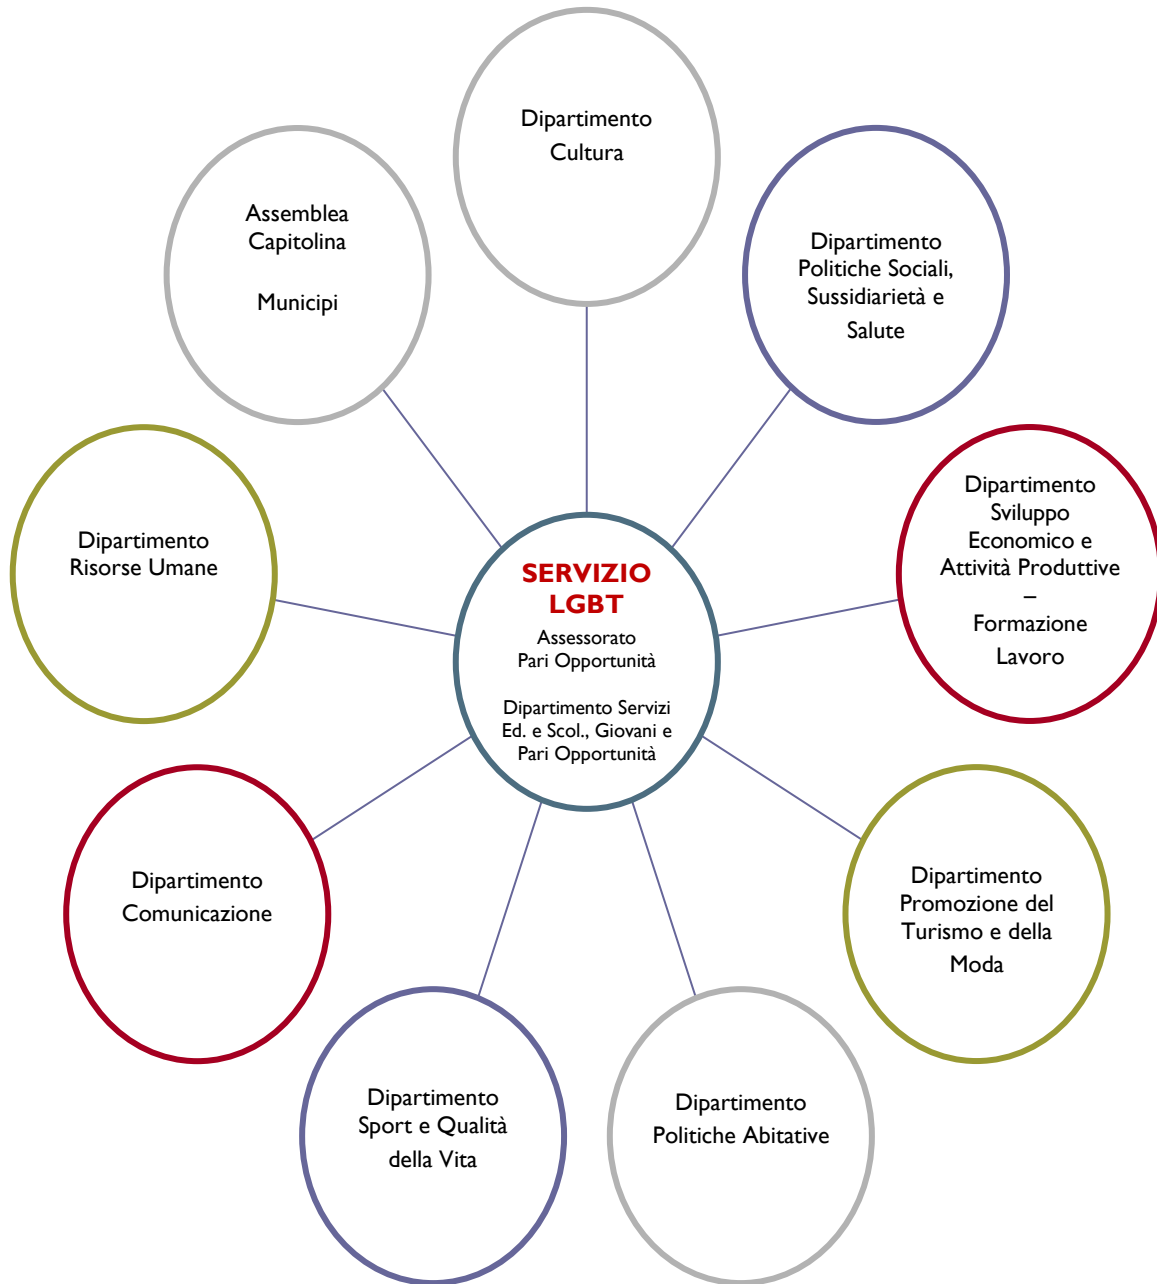 Dipartimento
Cultura
Assemblea
Capitolina
Municipi
Dipartimento
Politiche Sociali,
Sussidiarietà e
Salute
Dipartimento
Sviluppo
Economico e
Attività Produttive
–
Formazione
Lavoro
Dipartimento
Risorse Umane
SERVIZIO
LGBT
Assessorato
Pari Opportunità
Dipartimento Servizi
Ed. e Scol., Giovani e
Pari Opportunità
Dipartimento
Comunicazione
Dipartimento
Promozione del
Turismo e della
Moda
Dipartimento
Sport e Qualità
della Vita
Dipartimento
Politiche Abitative